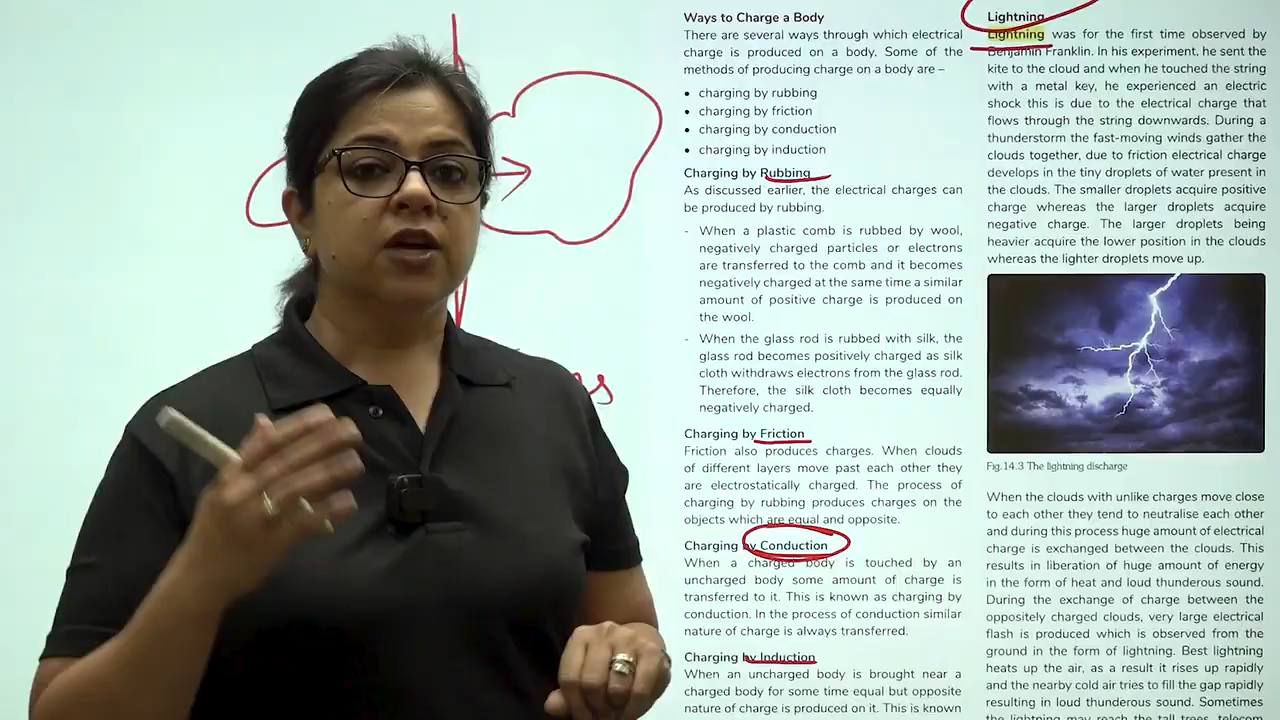 Ways to Charge a Body
There are several ways through which electrical
charge is produced on a body. Some of the
methods of producing charge on a body are –
• charging by rubbing
• charging by friction
• charging by conduction
• charging by induction
Charging by Rubbing
As discussed earlier, the electrical charges can
be produced by rubbing.
- When a plastic comb is rubbed by wool,
negatively charged particles or electrons
are transferred to the comb and it becomes
negatively charged at the same time a similar
amount of positive charge is produced on
the wool.
- When the glass rod is rubbed with silk, the
glass rod becomes positively charged as silk
cloth withdraws electrons from the glass rod.
Therefore, the silk cloth becomes equally
negatively charged.
Charging by Friction
Friction also produces charges. When clouds
of different layers move past each other they
are electrostatically charged. The process of
charging by rubbing produces charges on the
objects which are equal and opposite.
Charging by Conduction
When a charged body is touched by an
uncharged body some amount of charge is
transferred to it. This is known as charging by
conduction. In the process of conduction similar
nature of charge is always transferred.
Charging by Induction
When an uncharged body is brought near a
charged body for some time equal but opposite
nature of charge is produced on it. This is known
Lightning
Lightning was for the first time observed by
Benjamin Franklin. In his experiment, he sent the
kite to the cloud and when he touched the string
with a metal key, he experienced an electric
shock this is due to the electrical charge that
flows through the string downwards. During a
thunderstorm the fast-moving winds gather the
clouds together, due to friction electrical charge
develops in the tiny droplets of water present in
the clouds. The smaller droplets acquire positive
charge whereas the larger droplets acquire
negative charge. The larger droplets being
heavier acquire the lower position in the clouds
whereas the lighter droplets move up.
Fig.14.3 The lightning discharge
When the clouds with unlike charges move close
to each other they tend to neutralise each other
and during this process huge amount of electrical
charge is exchanged between the clouds. This
results in liberation of huge amount of energy
in the form of heat and loud thunderous sound.
During the exchange of charge between the
oppositely charged clouds, very large electrical
flash is produced which is observed from the
ground in the form of lightning. Best lightning
heats up the air, as a result it rises up rapidly
and the nearby cold air tries to fill the gap rapidly
resulting in loud thunderous sound. Sometimes
the lightning may reach the tall trees, telecom